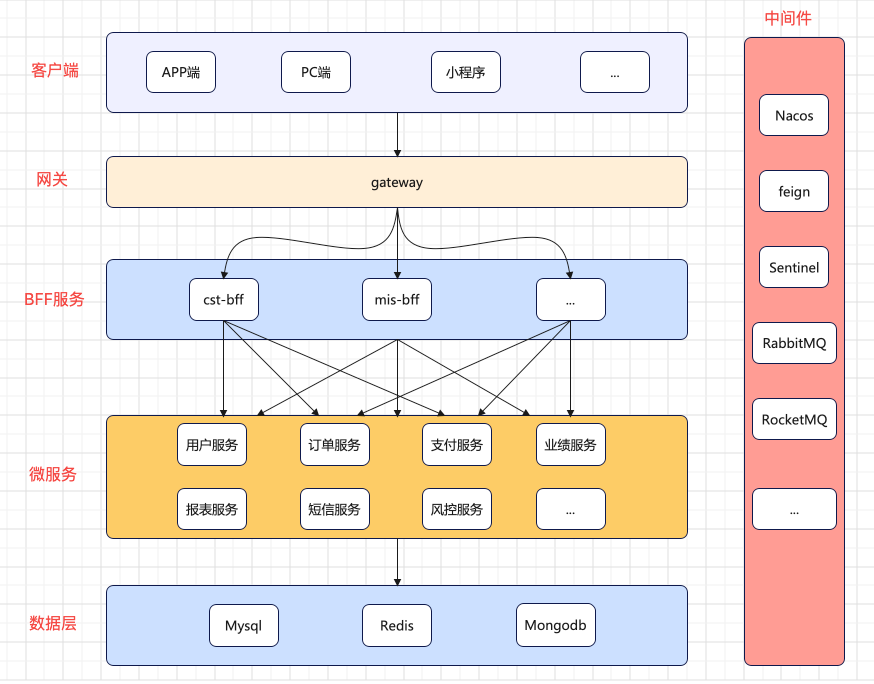 中间件
客户端
APP端
PC端
小程序
...
网关
gateway
BFF服务
cst-bff
mis-bff
...
微服务
用户服务
订单服务
支付服务
业绩服务
报表服务
短信服务
风控服务
...
数据层
Mysql
Redis
Mongodb
Nacos
feign
Sentinel
RabbitMQ
RocketMQ
...